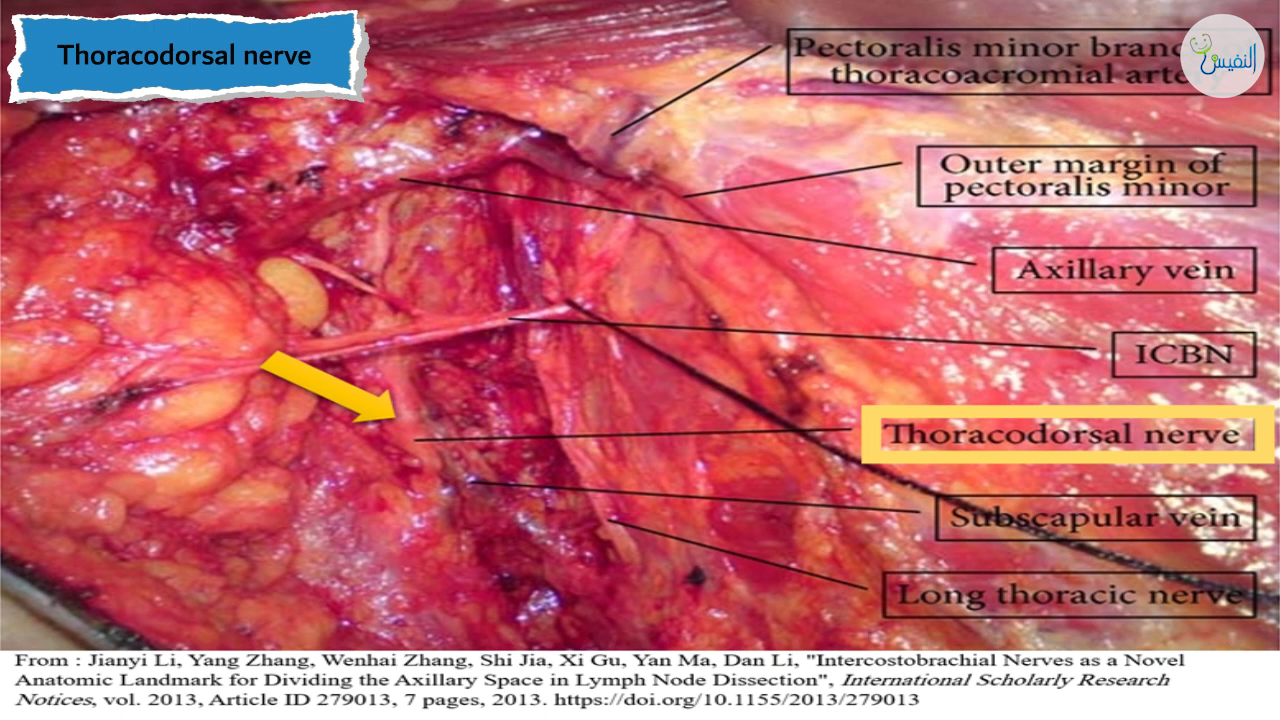 Thoracodorsal nerve
Pectoralis minor
thoracoacromial
النفيس
Outer margin of
pectoralis minor
Axillary vein
ICBN
Thoracodorsal nerve
Subscapular vein
Long thoracic nerve
From : Jianyi Li, Yang Zhang, Wenhai Zhang, Shi Jia, Xi Gu, Yan Ma, Dan Li, "Intercostobrachial Nerves as a Novel
Anatomic Landmark for Dividing the Axillary Space in Lymph Node Dissection", International Scholarly Research
Notices, vol. 2013, Article ID 279013, 7 pages, 2013. https://doi.org/10.1155/2013/279013